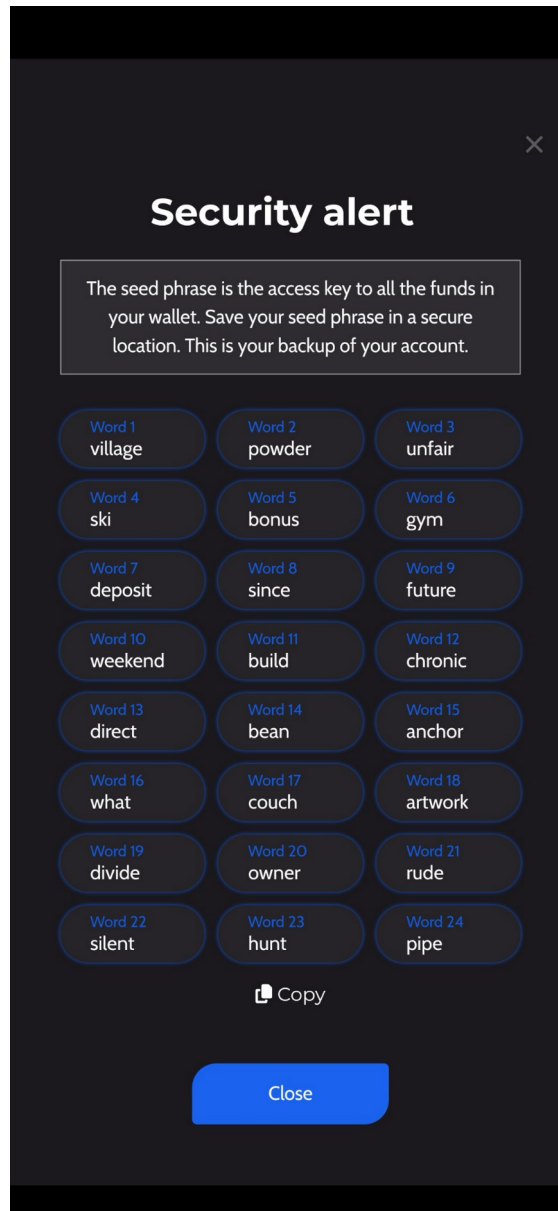 Security alert
The seed phrase is the access key to all the funds in
your wallet. Save your seed phrase in a secure
location. This is your backup of your account.
Word 1 Word 2 Word 3
village powder unfair
Word 4 Word 5 Word 6
ski bonus gym
Word 7 Word 8 Word 9
deposit since future
Word 10 Word 11 Word 12
weekend build chronic
Word 13 Word 14 Word 15
direct bean anchor
Word 16 Word 17 Word 18
what couch artwork
Word 19 Word 20 Word 21
divide owner rude
Word 22 Word 23 Word 24
silent hunt pipe
Copy
Close